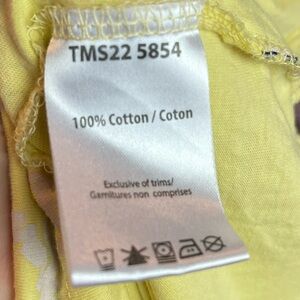 TMS22 5854
100% Cotton / Coton
Exclusive of trims/
Garnitures non comprises